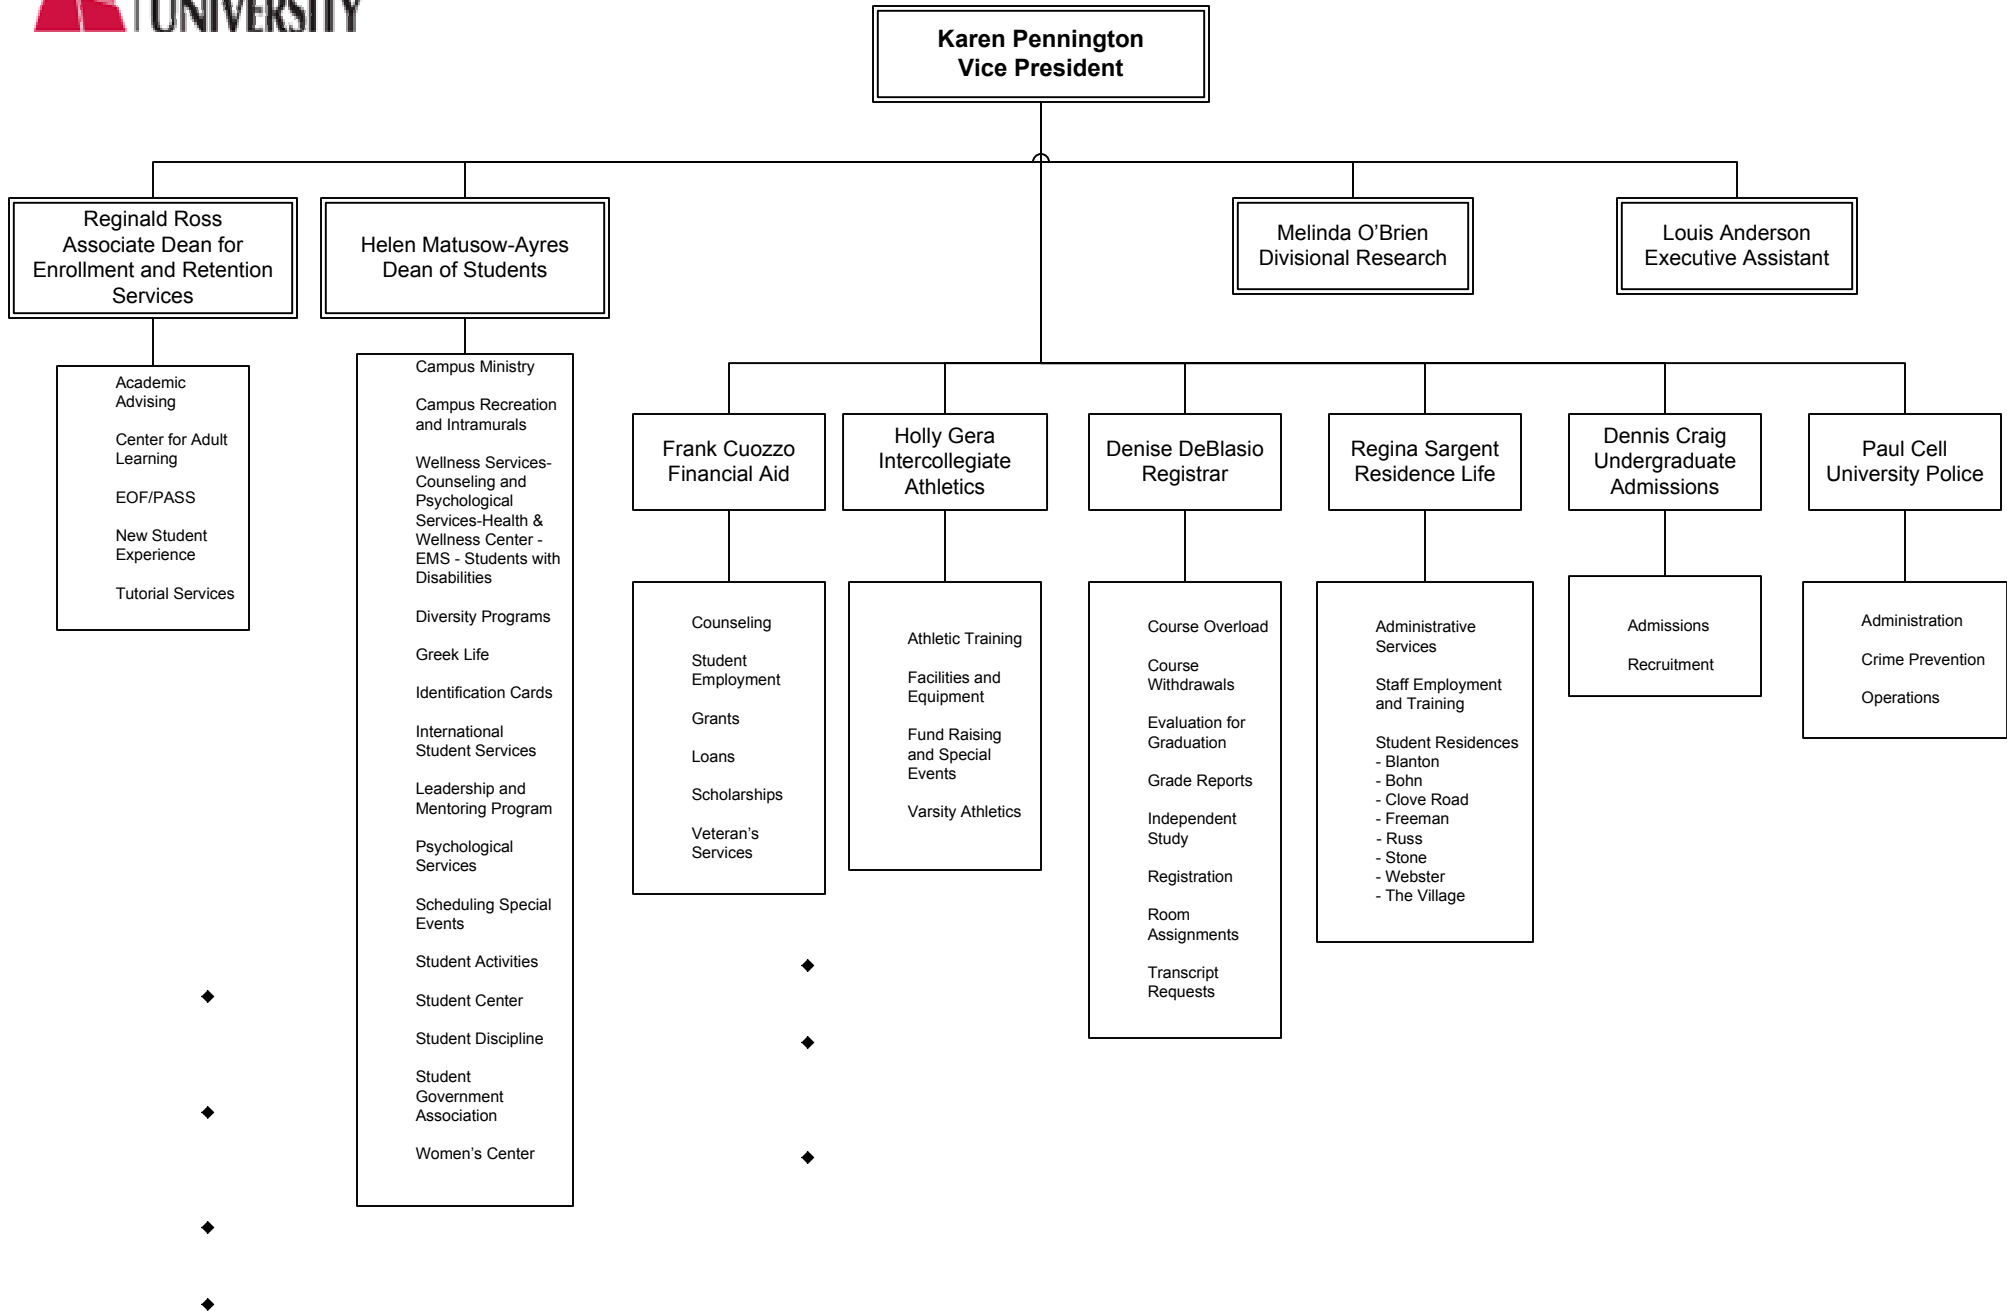 UNIVERSITY
Karen Pennington
Vice President
Reginald Ross
Associate Dean for
Enrollment and Retention
Services
Helen Matusow-Ayres
Dean of Students
Melinda O’Brien
Divisional Research
Louis Anderson
Executive Assistant
Academic
Advising
Center for Adult
Learning
EOF/PASS
New Student
Experience
Tutorial Services
Campus Ministry
Campus Recreation
and Intramurals
Wellness Services-
Counseling and
Psychological
Services-Health &
Wellness Center -
EMS - Students with
Disabilities
Diversity Programs
Greek Life
Identification Cards
International
Student Services
Leadership and
Mentoring Program
Psychological
Services
Scheduling Special
Events
Student Activities
Student Center
Student Discipline
Student
Government
Association
Women’s Center
Frank Cuozzo
Financial Aid
Holly Gera
Intercollegiate
Athletics
Denise DeBlasio
Registrar
Regina Sargent
Residence Life
Dennis Craig
Undergraduate
Admissions
Paul Cell
University Police
Counseling
Student
Employment
Grants
Loans
Scholarships
Veteran’s
Services
Athletic Training
Facilities and
Equipment
Fund Raising
and Special
Events
Varsity Athletics
Course Overload
Course
Withdrawals
Evaluation for
Graduation
Grade Reports
Independent
Study
Registration
Room
Assignments
Transcript
Requests
Administrative
Services
Staff Employment
and Training
Student Residences
- Blanton
- Bohn
- Clove Road
- Freeman
- Russ
- Stone
- Webster
- The Village
Admissions
Recruitment
Administration
Crime Prevention
Operations